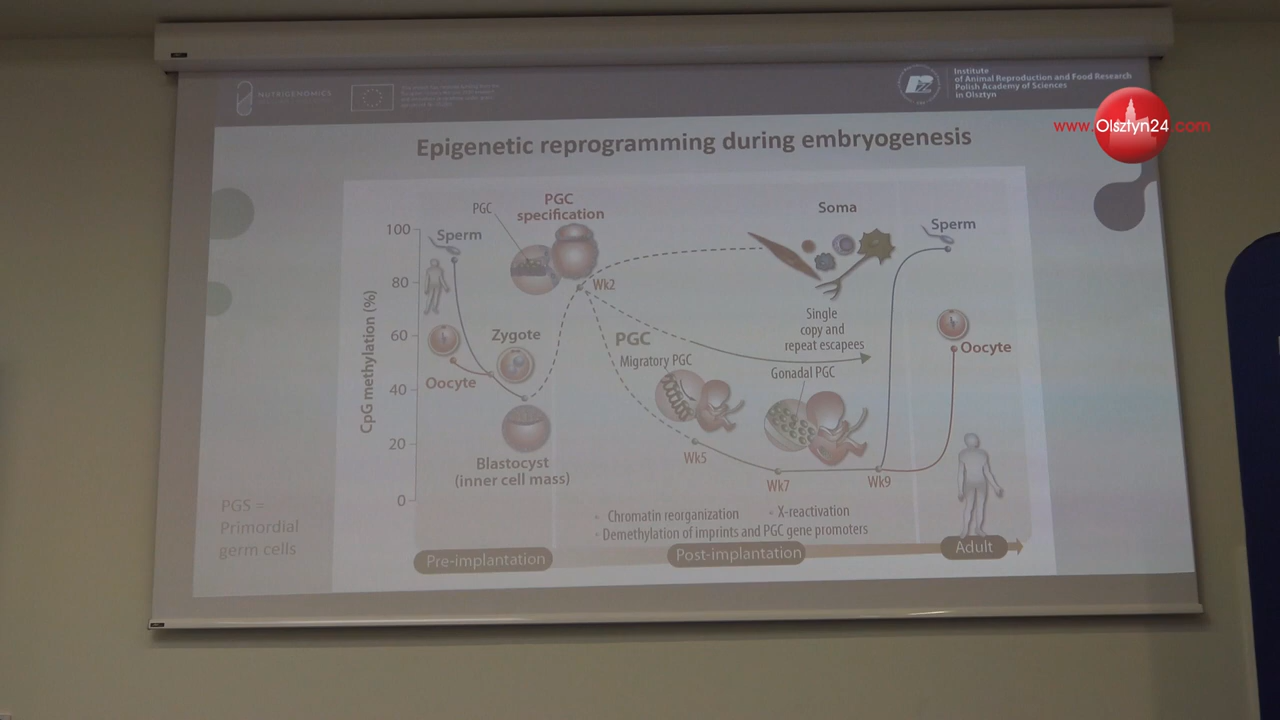 NUTRIGENOMICS
Institute
of Animal Reproduction and Food Research
Polish Academy of Sciences
in Olsztyn
www.Olsztyn24.com
Epigenetic reprogramming during embryogenesis
PGC
PGC
specification
Soma
Sperm
Sperm
100
80
60
40
20
0
CpG methylation (%)
Wk2
Zygote
Oocyte
PGC
Migratory PGC
Single
copy and
repeat escapees
Gonadal PGC
Oocyte
Blastocyst
(inner cell mass)
Wk5
Wk7
Wk9
PGS =
Primordial
germ cells
- Chromatin reorganization
- X-reactivation
- Demethylation of imprints and PGC gene promoters
Pre-implantation
Post-implantation
Adult